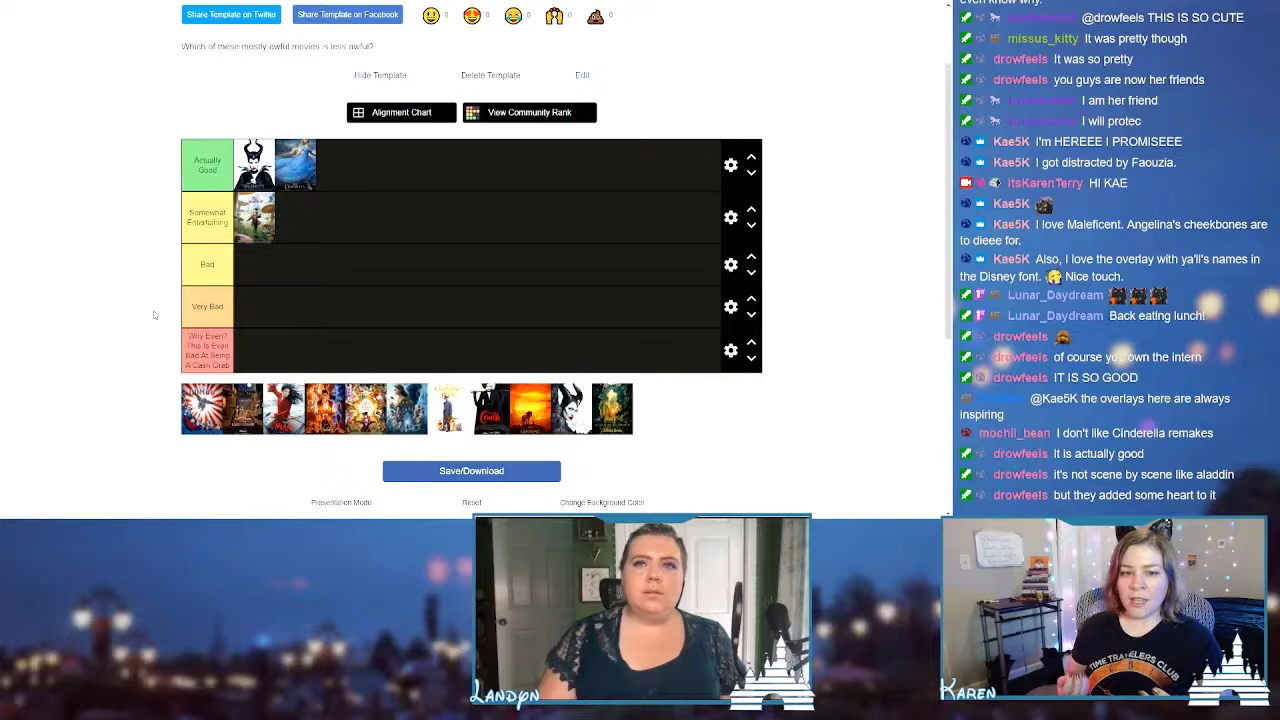 Share Template on Twitter
Share Template on Facebook
0
0
0
0
0
Which of these mostly awful movies is less awful?
Hide Template
Delete Template
Edit
Alignment Chart
View Community Rank
Actually
Good
Somewhat
Entertaining
Bad
Very Bad
Why Even?
This Is Even
Bad At Being
A Cash Grab
Save/Download
Presentation Mode
Reset
Change Background Color
@drowfeels THIS IS SO CUTE
missus_kitty It was pretty though
drowfeels It was so pretty
drowfeels you guys are now her friends
I am her friend
I will protec
Kae5K I'm HEREEE I PROMISEEE
Kae5K I got distracted by Faouzia.
itsKarenTerry HI KAE
Kae5K
Kae5K I love Maleficent. Angelina's cheekbones are
to dieee for.
Kae5K Also, I love the overlay with ya'll's names in
the Disney font. Nice touch.
Lunar_Daydream
Lunar_Daydream Back eating lunch!
drowfeels
drowfeels of course you own the intern
drowfeels IT IS SO GOOD
@Kae5K the overlays here are always
inspiring
mochii_bean I don't like Cinderella remakes
drowfeels it is actually good
drowfeels it's not scene by scene like aladdin
drowfeels but they added some stuff to it
LANDYN
KAREN
TIME TRAVELERS CLUB